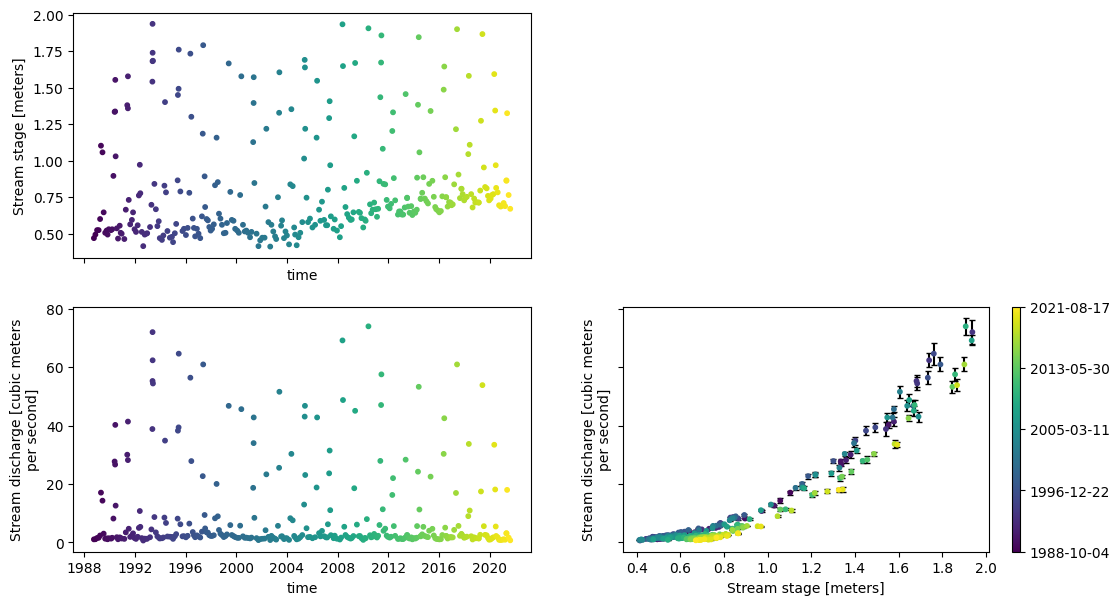 2.00
1.75
1.50
1.25
1.00
0.75
0.50
Stream stage [meters]
time
80
60
40
20
0
Stream discharge [cubic meters
per second]
1988 1992 1996 2000 2004 2008 2012 2016 2020
time
Stream discharge [cubic meters
per second]
0.4 0.6 0.8 1.0 1.2 1.4 1.6 1.8 2.0
Stream stage [meters]
2021-08-17
2013-05-30
2005-03-11
1996-12-22
1988-10-04